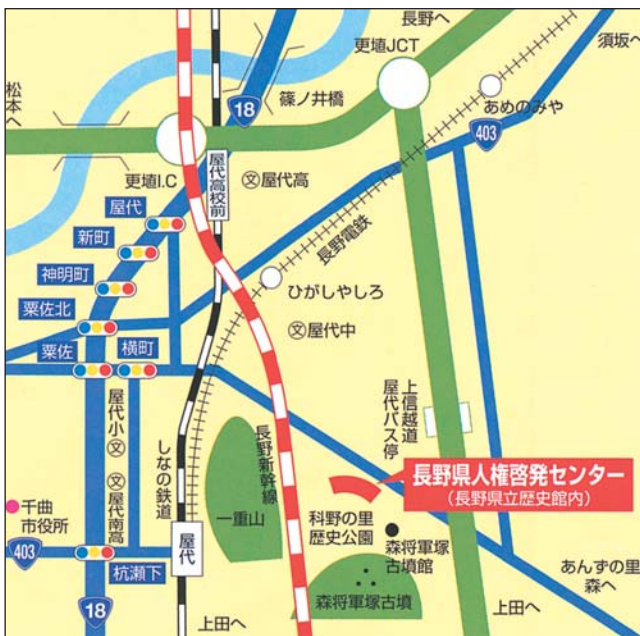 長野へ
更埴JCT
須坂へ
松本へ
18
篠ノ井橋
あめのみや
403
更埴I.C
屋代高校前
文屋代高
屋代
新町
長野電鉄
神明町
ひがしやしろ
粟佐北
文屋代中
粟佐
横町
上信越道
屋代バス停
屋代小文
文屋代南高
しなの鉄道
長野新幹線
長野県人権啓発センター
(長野県立歴史館内)
千曲
市役所
一重山
科野の里
歴史公園
403
屋代
森将軍塚
古墳館
杭瀬下
あんずの里
森へ
森将軍塚古墳
18
上田へ
上田へ